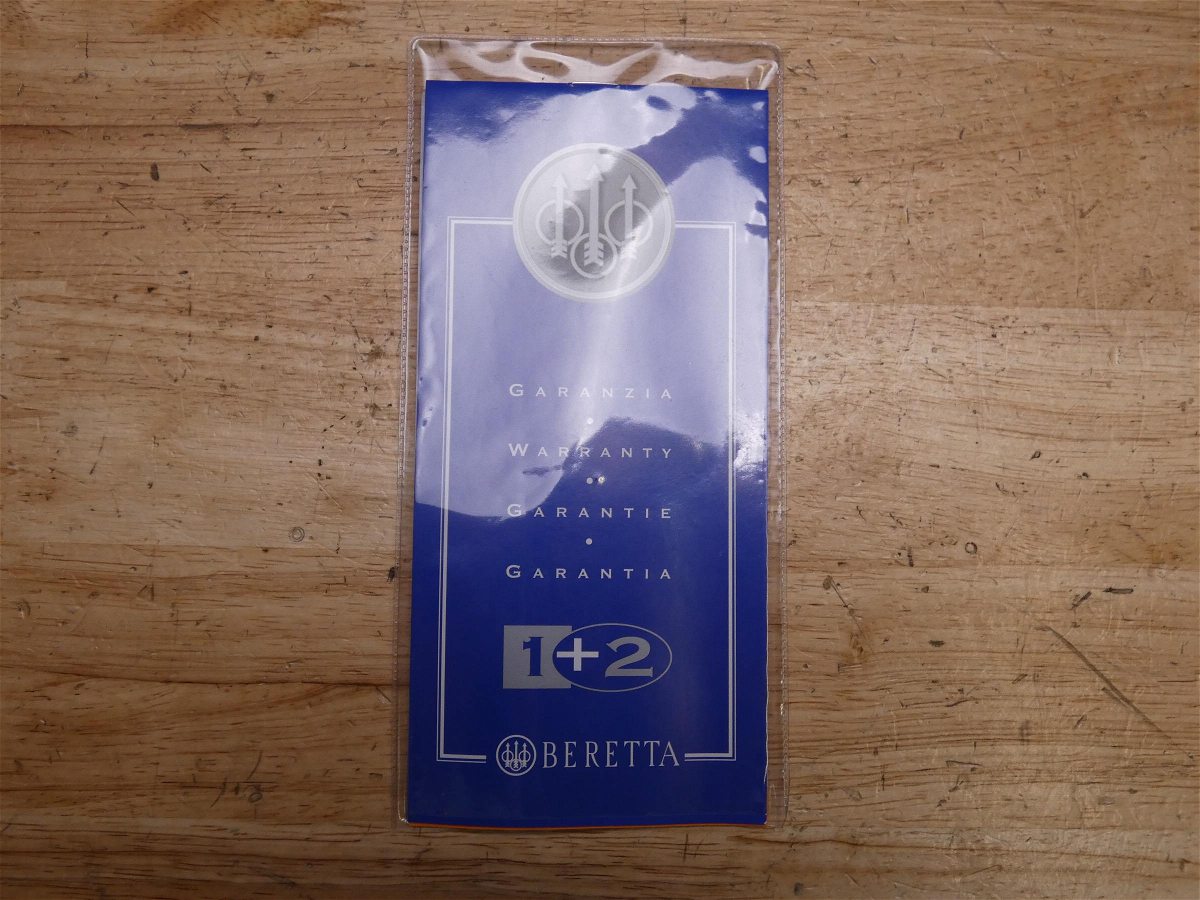 GARANZIA
•
WARRANTY
•
GARANTIE
•
GARANTIA
1+2
BERETTA